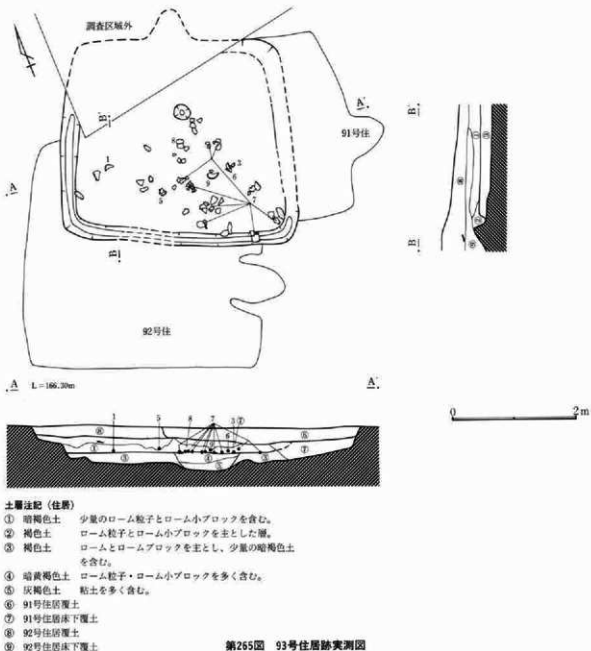 調査区域外
91号住
92号住
A
A'
B
B'
1
5
8
3
9
6
7
A L=166.30m A'
0 2m
土層注記(住居)
① 暗褐色土 少量のローム粒子とローム小ブロックを含む。
② 褐色土 ローム粒子とローム小ブロックを主とした層。
③ 褐色土 ロームとロームブロックを主とし、少量の暗褐色土
を含む。
④ 暗黄褐色土 ローム粒子・ローム小ブロックを多く含む。
⑤ 灰褐色土 粘土を多く含む。
⑥ 91号住居覆土
⑦ 91号住居床下覆土
⑧ 92号住居覆土
⑨ 92号住居床下覆土
第265図 93号住居跡実測図